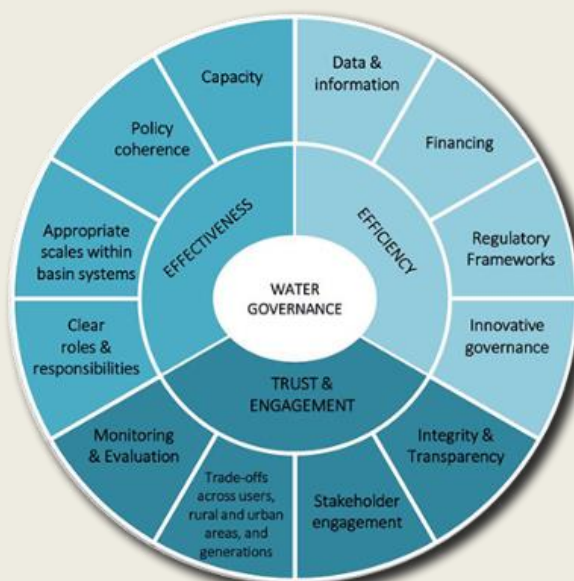 Capacity
Data &
information
Policy
coherence
Financing
Appropriate
scales within
basin systems
EFFECTIVENESS
EFFICIENCY
Regulatory
Frameworks
WATER
GOVERNANCE
Clear
roles &
responsibilities
Innovative
governance
TRUST &
ENGAGEMENT
Monitoring
& Evaluation
Trade-offs
across users,
rural and urban
areas, and
generations
Stakeholder
engagement
Integrity &
Transparency